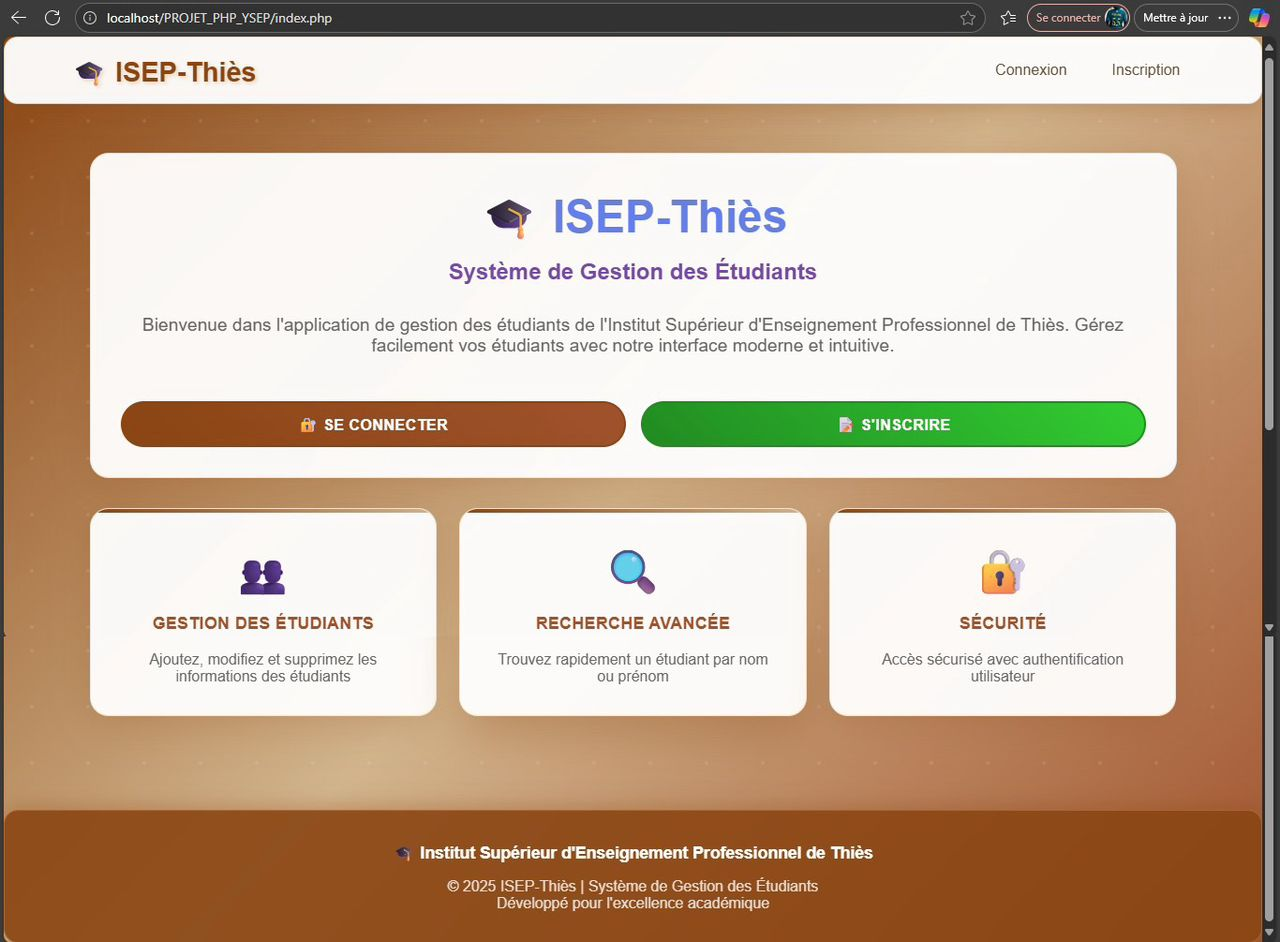 localhost/PROJET_PHP_YSEP/index.php
Se connecter
Mettre à jour
ISEP-Thiès
Connexion
Inscription
ISEP-Thiès
Système de Gestion des Étudiants
Bienvenue dans l'application de gestion des étudiants de l'Institut Supérieur d'Enseignement Professionnel de Thiès. Gérez
facilement vos étudiants avec notre interface moderne et intuitive.
SE CONNECTER
S'INSCRIRE
GESTION DES ÉTUDIANTS
Ajoutez, modifiez et supprimez les
informations des étudiants
RECHERCHE AVANCÉE
Trouvez rapidement un étudiant par nom
ou prénom
SÉCURITÉ
Accès sécurisé avec authentification
utilisateur
Institut Supérieur d'Enseignement Professionnel de Thiès
© 2025 ISEP-Thiès | Système de Gestion des Étudiants
Développé pour l'excellence académique